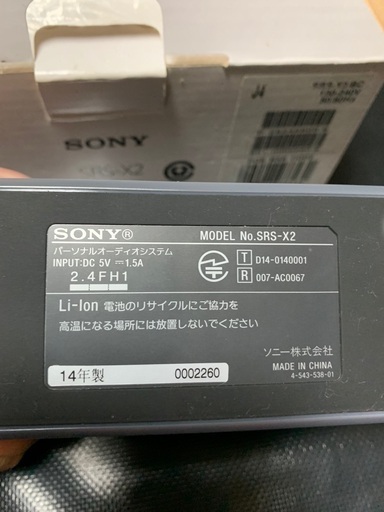 J4
SONY
SRS-X2
SONY®
MODEL No.SRS-X2
パーソナルオーディオシステム
INPUT:DC 5V ⎓ 1.5A
2.4FH1
T D14-0140001
R 007-AC0067
Li-Ion 電池のリサイクルにご協力を
高温になる場所には放置しないでください
ソニー株式会社
14年製 0002260
MADE IN CHINA
4-543-538-01